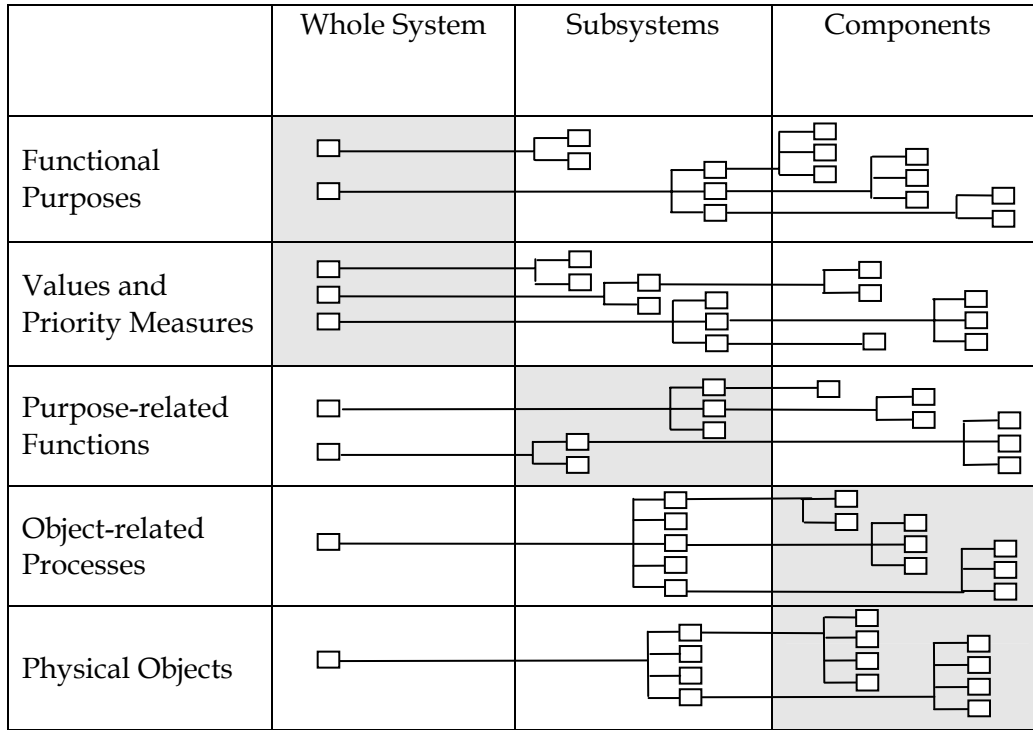 Whole System
Subsystems
Components
Functional
Purposes
Values and
Priority Measures
Purpose-related
Functions
Object-related
Processes
Physical Objects